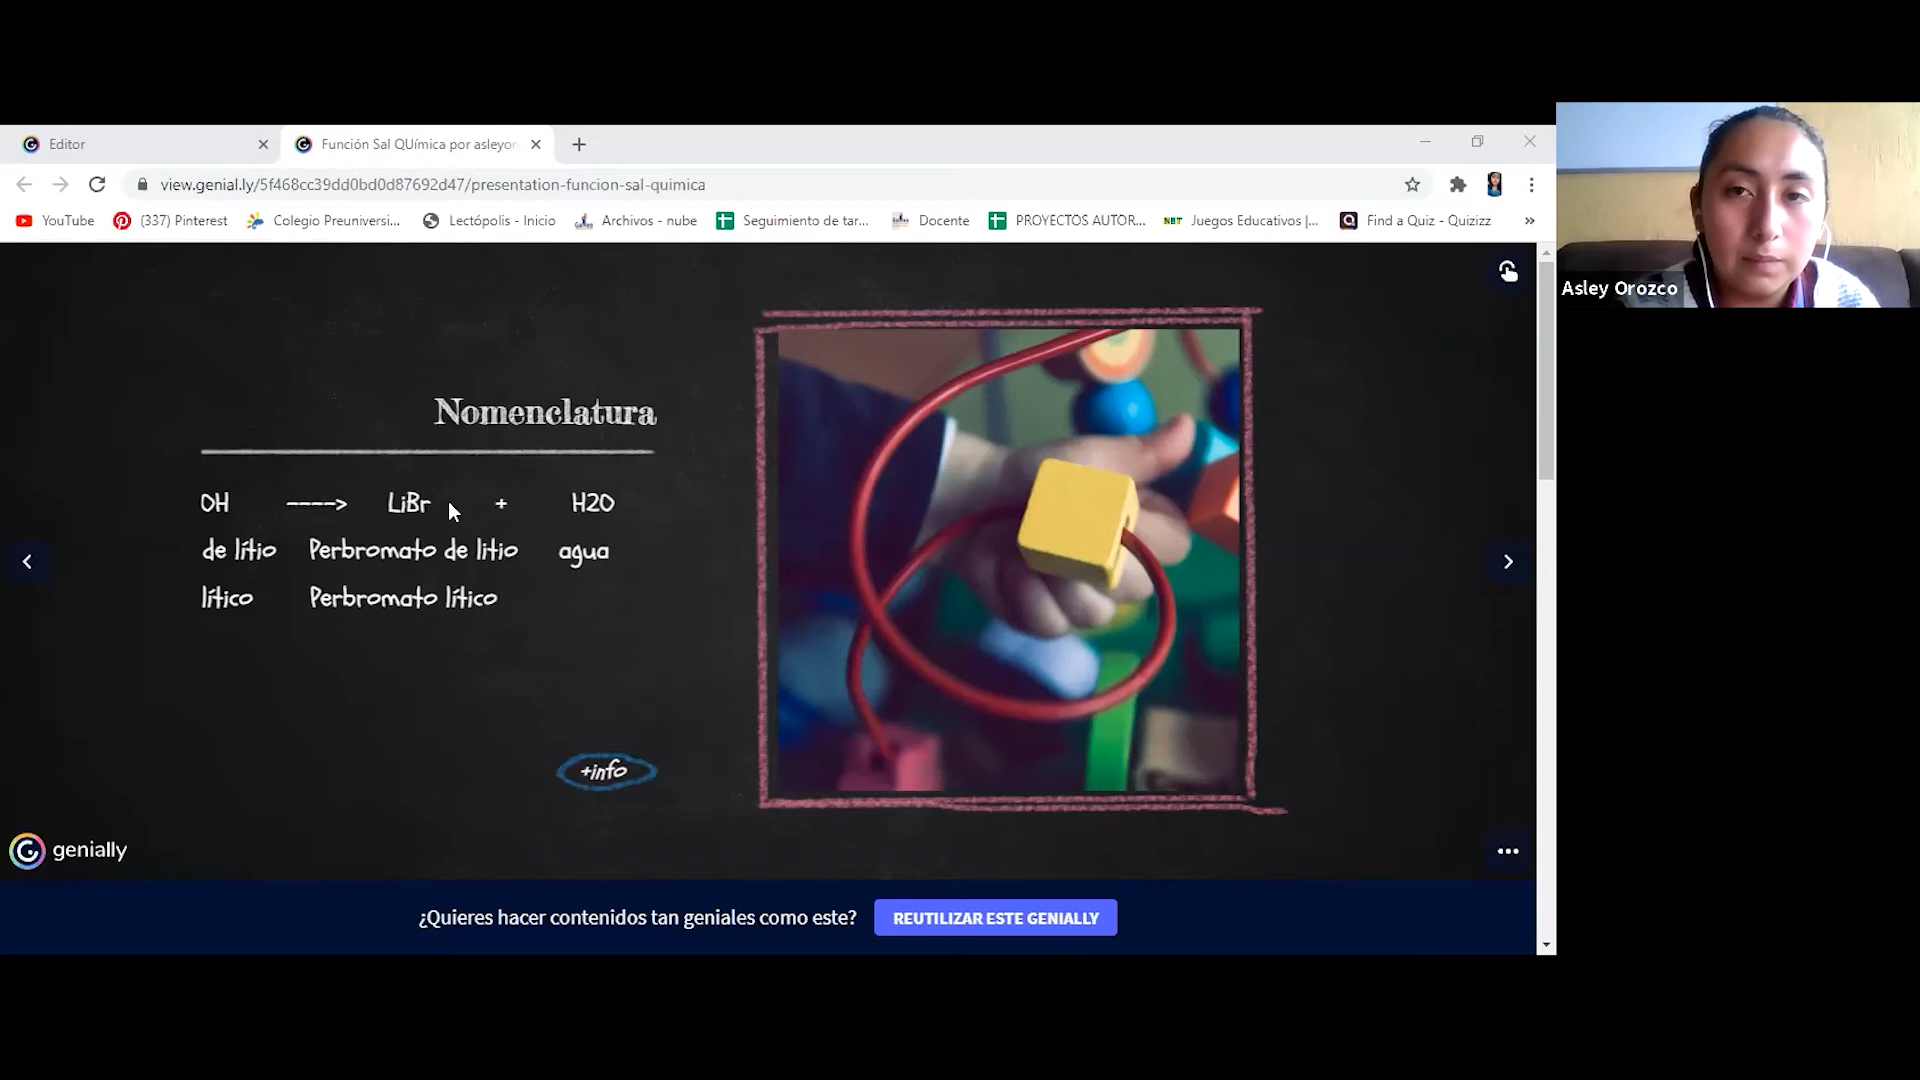 Editor
Función Sal QUímica por asleyor
view.genial.ly/5f468cc39dd0bd0d87692d47/presentation-funcion-sal-quimica
YouTube
(337) Pinterest
Colegio Preuniversi...
Lectópolis - Inicio
Archivos - nube
Seguimiento de tar...
Docente
PROYECTOS AUTOR...
Juegos Educativos |...
Find a Quiz - Quizizz
Asley Orozco
Nomenclatura
OH ----> LiBr + H2O
de lítio Perbromato de litio agua
lítico Perbromato lítico
+info
genially
¿Quieres hacer contenidos tan geniales como este? REUTILIZAR ESTE GENIALLY